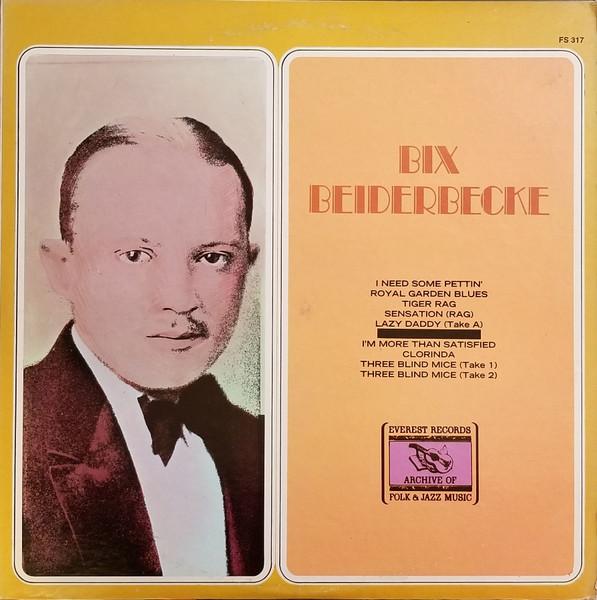 FS 317
BIX
BEIDERBECKE
I NEED SOME PETTIN'
ROYAL GARDEN BLUES
TIGER RAG
SENSATION (RAG)
LAZY DADDY (Take A)
I'M MORE THAN SATISFIED
CLORINDA
THREE BLIND MICE (Take 1)
THREE BLIND MICE (Take 2)
EVEREST RECORDS
ARCHIVE OF
FOLK & JAZZ MUSIC